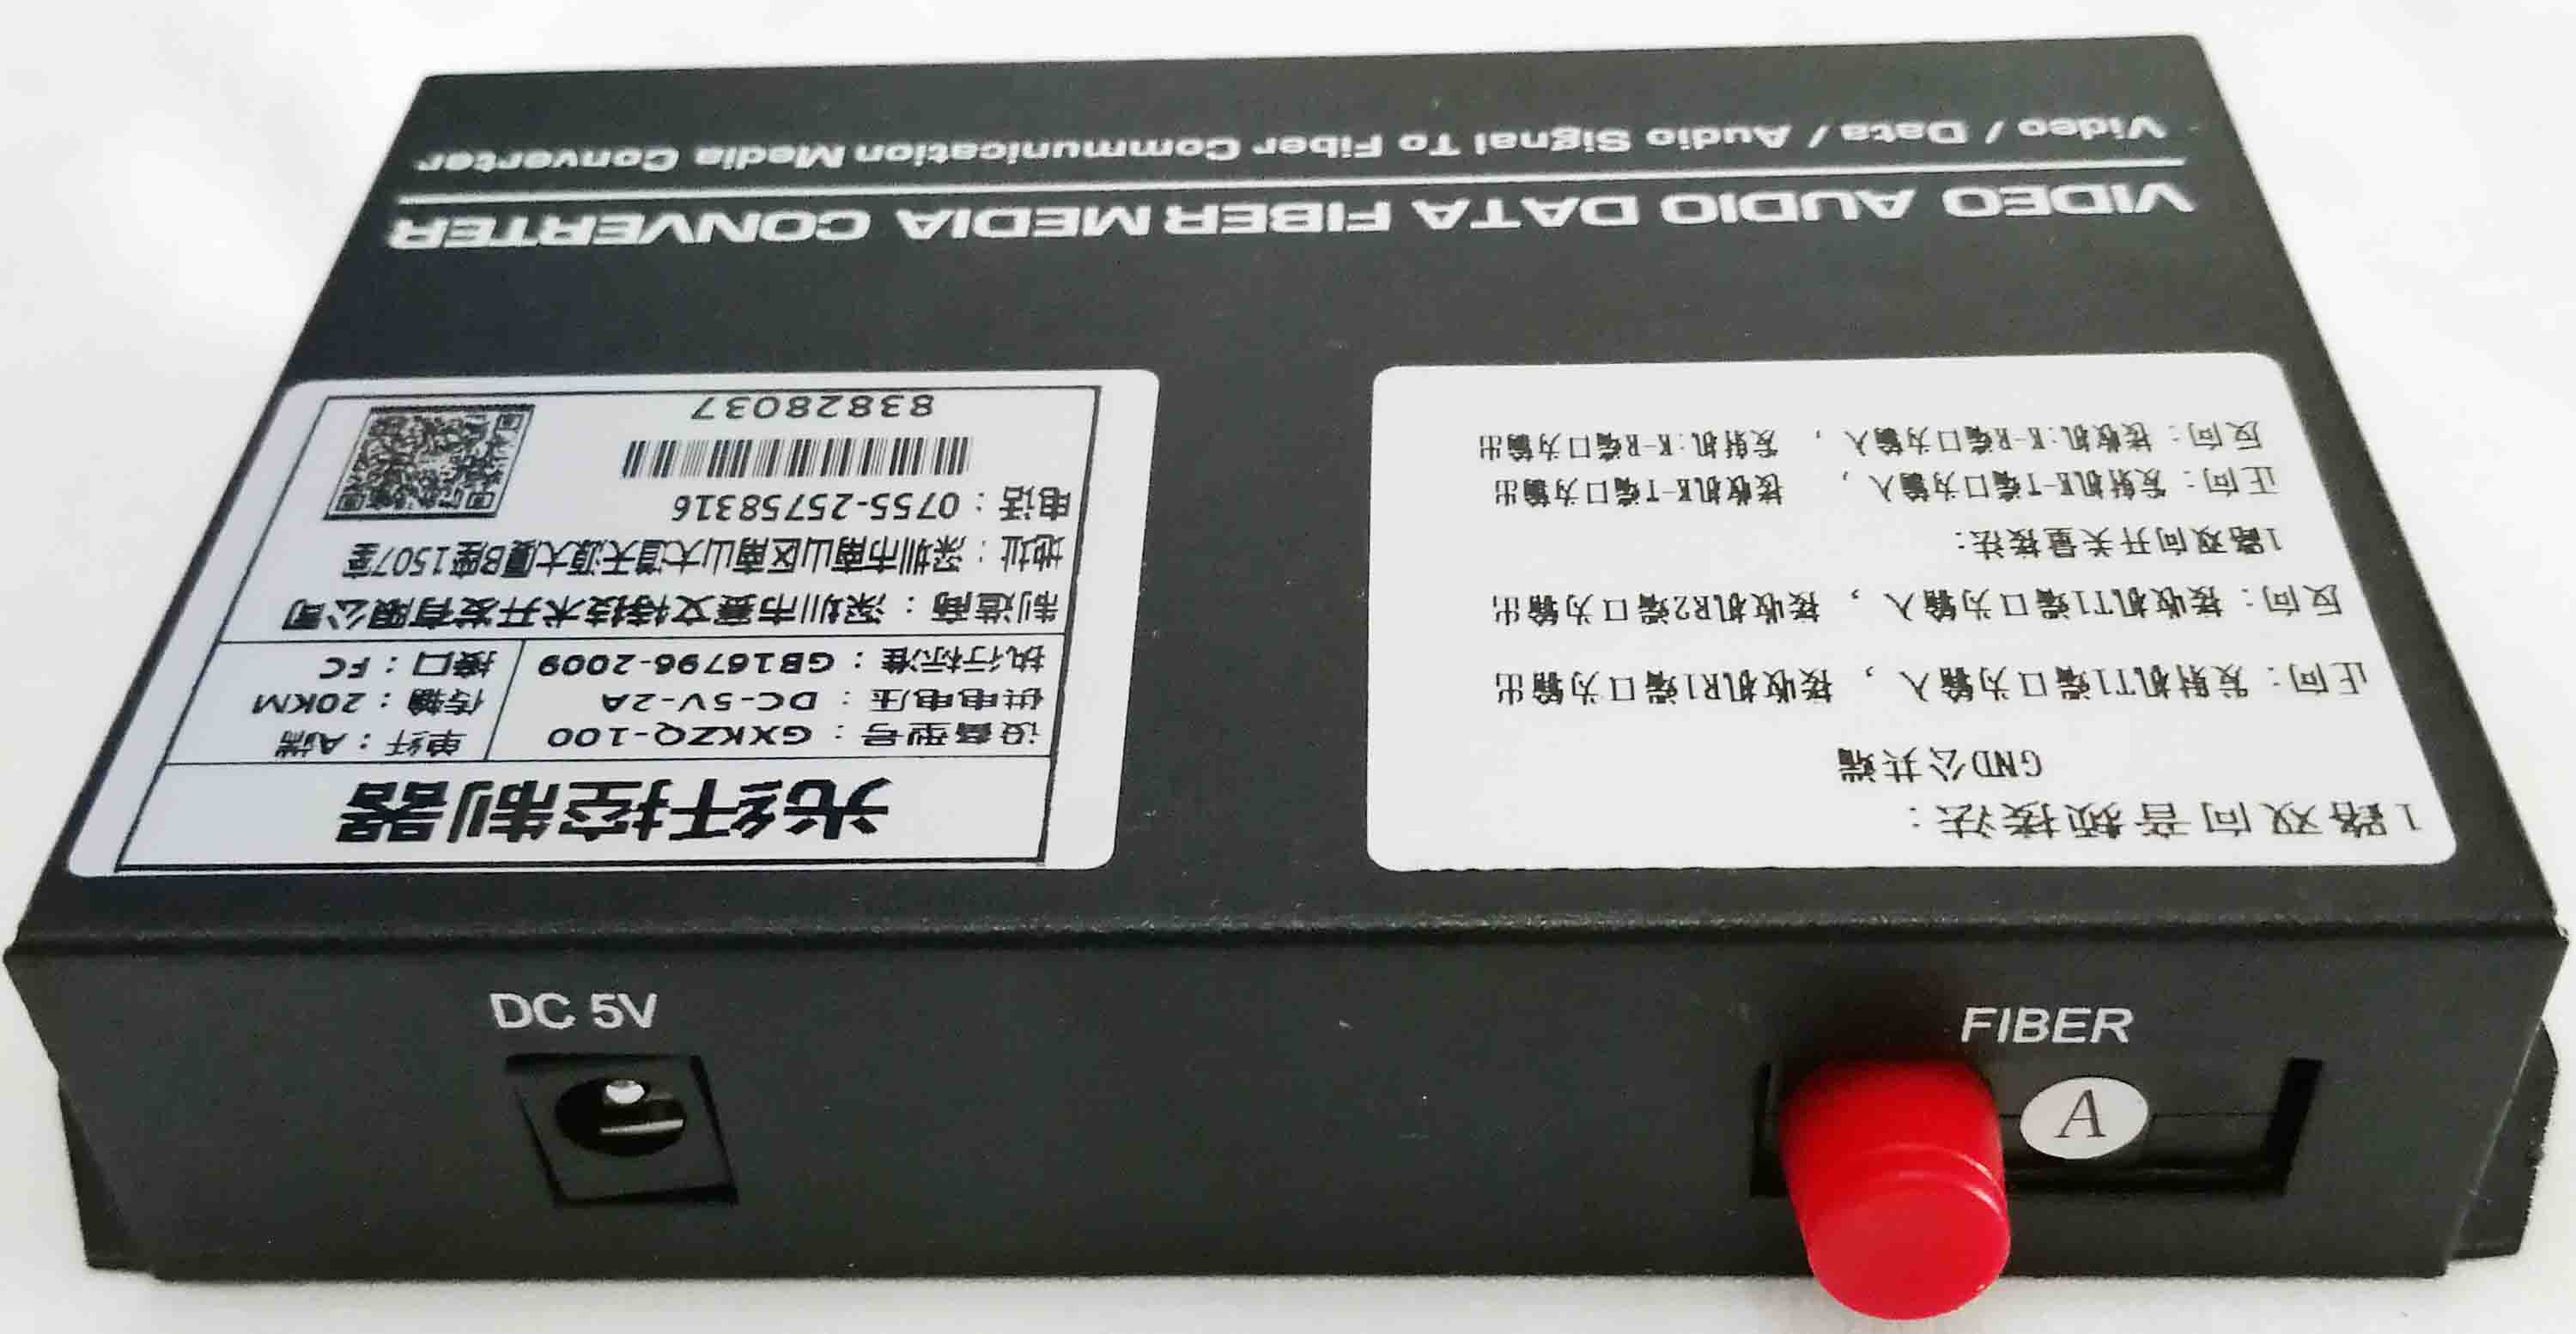 VIDEO AUDIO DATA FIBER MEDIA CONVERTER
Video / Data / Audio Signal To Fiber Communication Media Converter
光纤控制器
设备型号：GXKZQ-100
单纤：A端
供电电压：DC-5V-2A
传输：20KM
执行标准：GB16796-2009
接口：FC
制造商：深圳市赛文特技术开发有限公司
地址：深圳市南山区南山大道天源大厦B座1507室
电话：0755-25758316
83828037
1路双向音频接法：
GND公共端
正向：发射机T1端口为输入，接收机R1端口为输出
反向：接收机T1端口为输入，接收机R2端口为输出
1路双向开关量接法：
正向：发射机K-T端口为输入，接收机K-T端口为输出
反向：接收机:K-R端口为输入，发射机:K-R端口为输出
DC 5V
FIBER
A